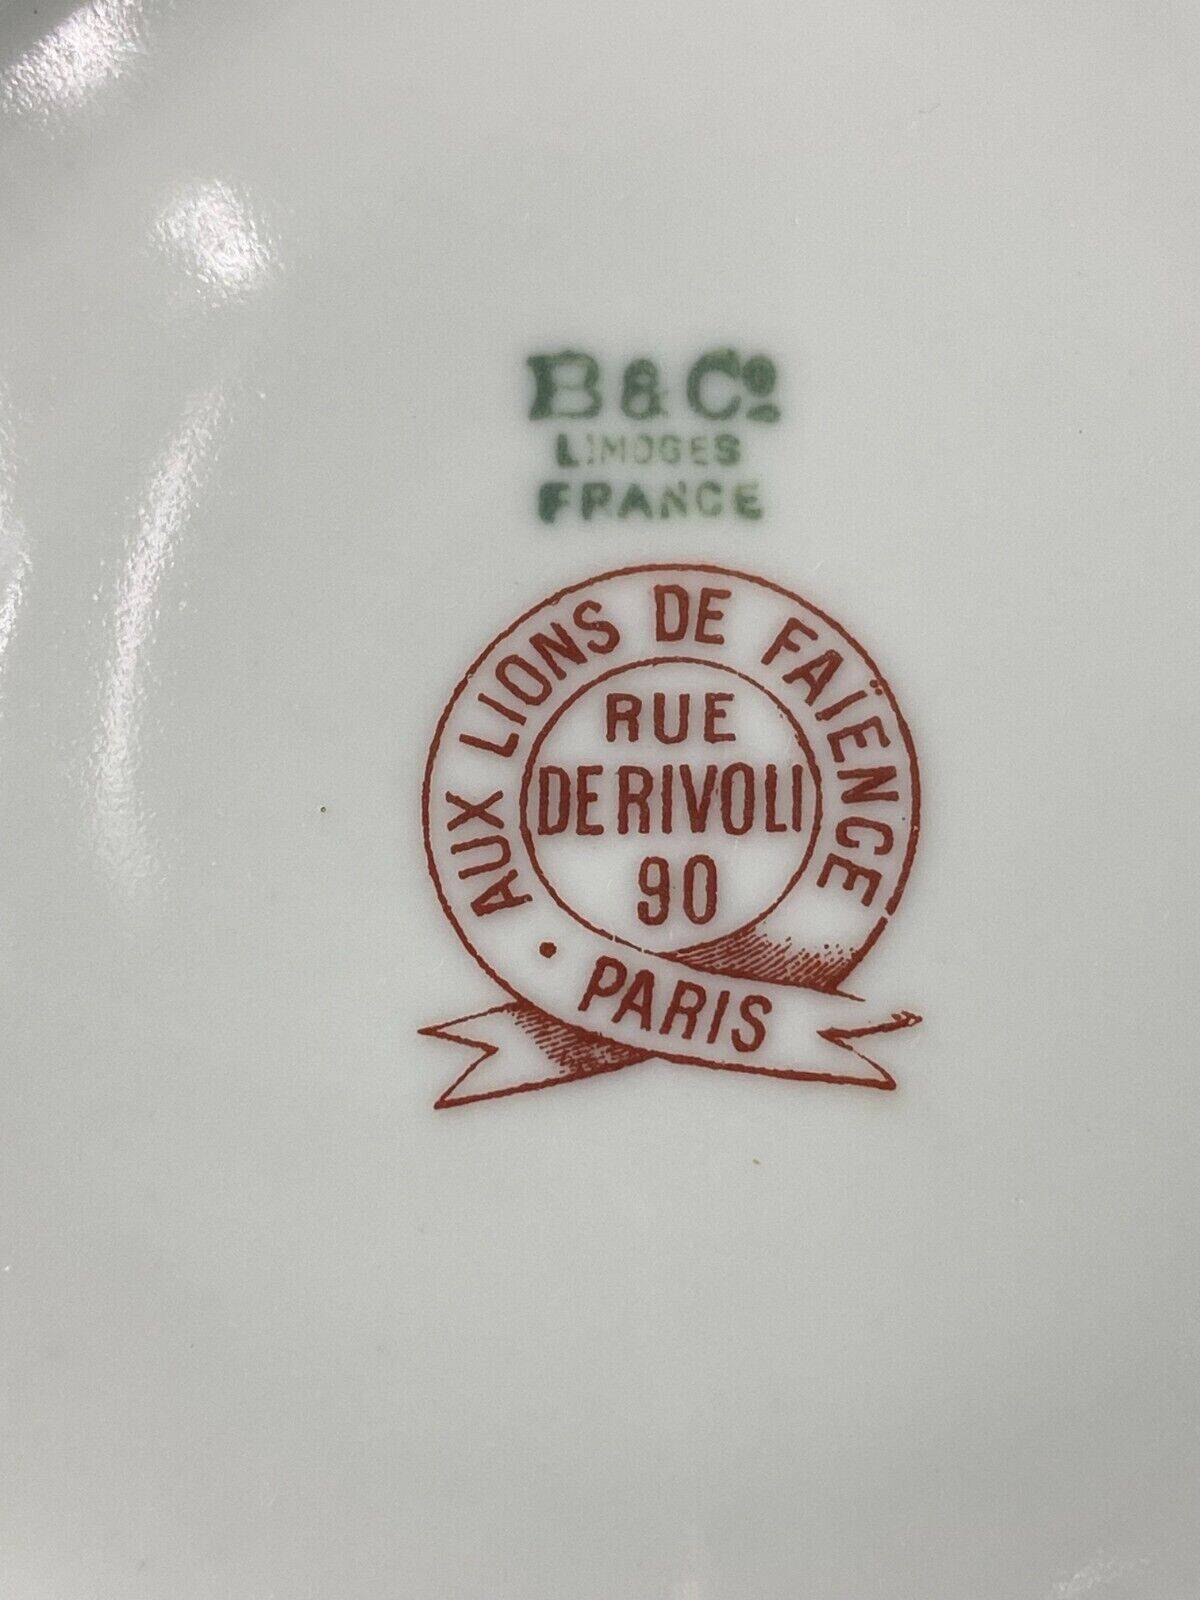 B & Co.
LIMOGES
FRANCE
AUX LIONS DE FAÏENCE
RUE
DE RIVOLI
90
· PARIS